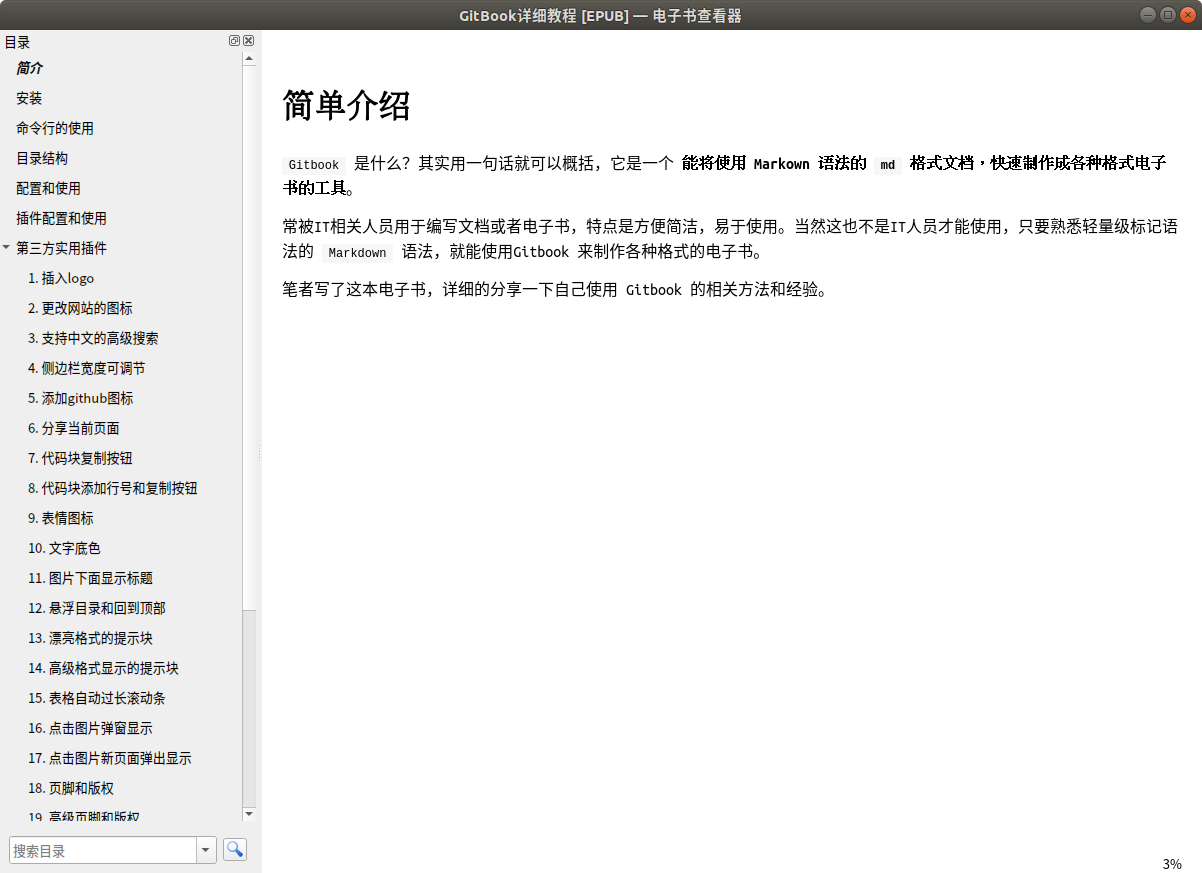 GitBook详细教程 [EPUB] — 电子书查看器
目录
简介
安装
命令行的使用
目录结构
配置和使用
插件配置和使用
第三方实用插件
1. 插入logo
2. 更改网站的图标
3. 支持中文的高级搜索
4. 侧边栏宽度可调节
5. 添加github图标
6. 分享当前页面
7. 代码块复制按钮
8. 代码块添加行号和复制按钮
9. 表情图标
10. 文字底色
11. 图片下面显示标题
12. 悬浮目录和回到顶部
13. 漂亮格式的提示块
14. 高级格式显示的提示块
15. 表格自动过长滚动条
16. 点击图片弹窗显示
17. 点击图片新页面弹出显示
18. 页脚和版权
19. 高级页脚和版权
搜索目录
简单介绍
Gitbook 是什么？其实用一句话就可以概括，它是一个 能将使用 Markown 语法的 md 格式文档，快速制作成各种格式电子
书的工具。
常被IT相关人员用于编写文档或者电子书，特点是方便简洁，易于使用。当然这也不是IT人员才能使用，只要熟悉轻量级标记语
法的 Markdown 语法，就能使用Gitbook 来制作各种格式的电子书。
笔者写了这本电子书，详细的分享一下自己使用 Gitbook 的相关方法和经验。
3%